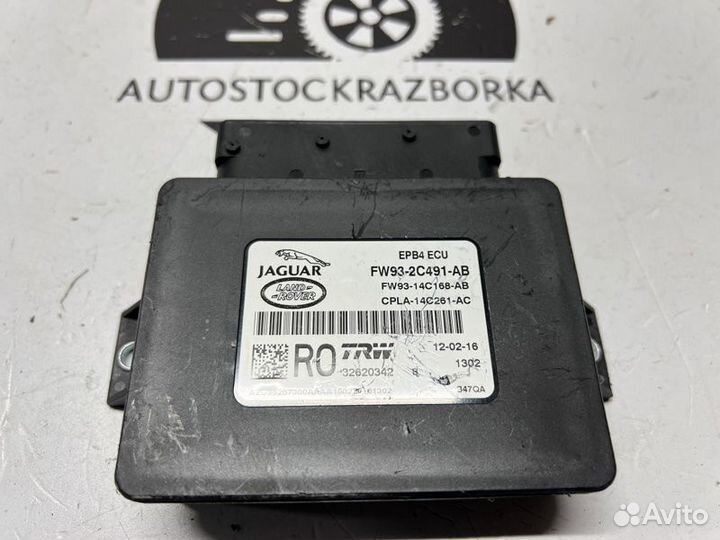 AUTOSTOCKRAZBORKA
EPB4 ECU
JAGUAR
FW93-2C491-AB
FW93-14C168-AB
LAND
ROVER
CPLA-14C261-AC
RO TRW
12-02-16
32620342
1302
347QA
Avito